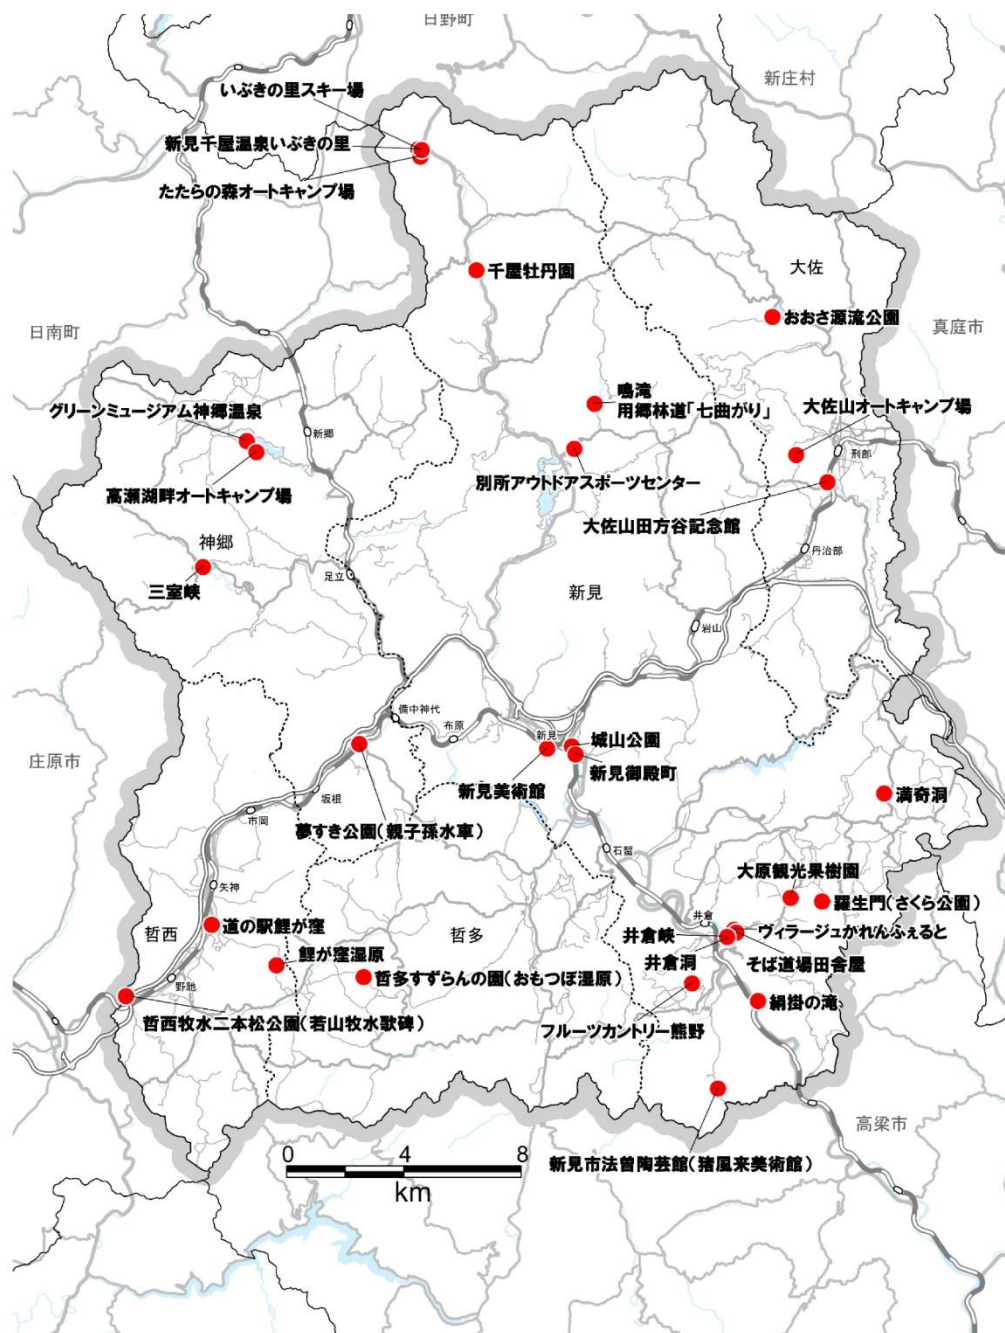 日野町
新庄村
いぶきの里スキー場
新見千屋温泉いぶきの里
たたらの森オートキャンプ場
大佐
千屋牡丹園
おおさ源流公園
日南町
真庭市
鳴滝
用郷林道「七曲がり」
大佐山オートキャンプ場
グリーンミュージアム神郷温泉
新郷
刑部
高瀬湖畔オートキャンプ場
別所アウトドアスポーツセンター
大佐山田方谷記念館
神郷
丹治部
足立
三室峡
新見
岩山
備中神代
布原
新見
城山公園
庄原市
新見美術館
新見御殿町
満奇洞
坂根
市岡
夢すき公園(親子孫水車)
石蟹
大原観光果樹園
矢神
羅生門(さくら公園)
井倉
道の駅鯉が窪
哲西
哲多
井倉峡
ヴィラージュかれんふぇると
鯉が窪湿原
井倉洞
そば道場田舎屋
哲多すずらんの園(おもつぼ湿原)
野馳
絹掛の滝
哲西牧水二本松公園(若山牧水歌碑)
フルーツカントリー熊野
高梁市
新見市法曽陶芸館(猪風来美術館)
0 4 8
km